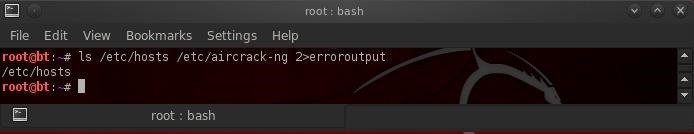 root : bash
File Edit View Bookmarks Settings Help
root@bt:~# ls /etc/hosts /etc/aircrack-ng 2>erroroutput
/etc/hosts
root@bt:~#
root : bash